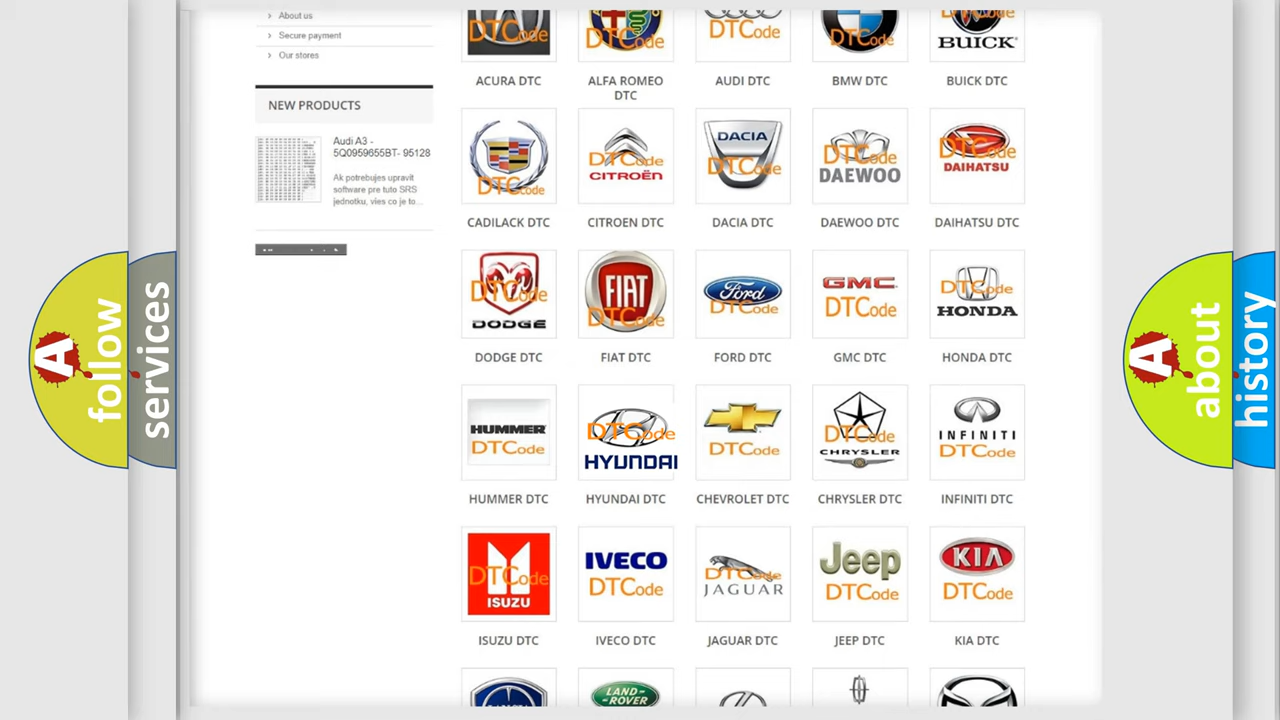 About us
Secure payment
Our stores
NEW PRODUCTS
Audi A3 -
5Q0959655BT- 95128
Ak potrebujes upravit
software pre tuto SRS
jednotku, vies co je to...
DTCode
DTCode
DTCode
DTCode
BUICK
ACURA DTC
ALFA ROMEO
DTC
AUDI DTC
BMW DTC
BUICK DTC
DTCode
DTCode
CITROËN
DACIA
DTCode
DTCode
DAEWOO
DTCode
DAIHATSU
CADILACK DTC
CITROEN DTC
DACIA DTC
DAEWOO DTC
DAIHATSU DTC
DTCode
DODGE
FIAT
DTCode
Ford
DTCode
GMC
DTCode
DTCode
HONDA
DODGE DTC
FIAT DTC
FORD DTC
GMC DTC
HONDA DTC
HUMMER
DTCode
DTCode
HYUNDAI
DTCode
DTCode
CHRYSLER
INFINITI
DTCode
HUMMER DTC
HYUNDAI DTC
CHEVROLET DTC
CHRYSLER DTC
INFINITI DTC
DTCode
ISUZU
IVECO
DTCode
DTCode
JAGUAR
Jeep
DTCode
KIA
DTCode
ISUZU DTC
IVECO DTC
JAGUAR DTC
JEEP DTC
KIA DTC
LAND-
ROVER
A
follow
services
A
about
history